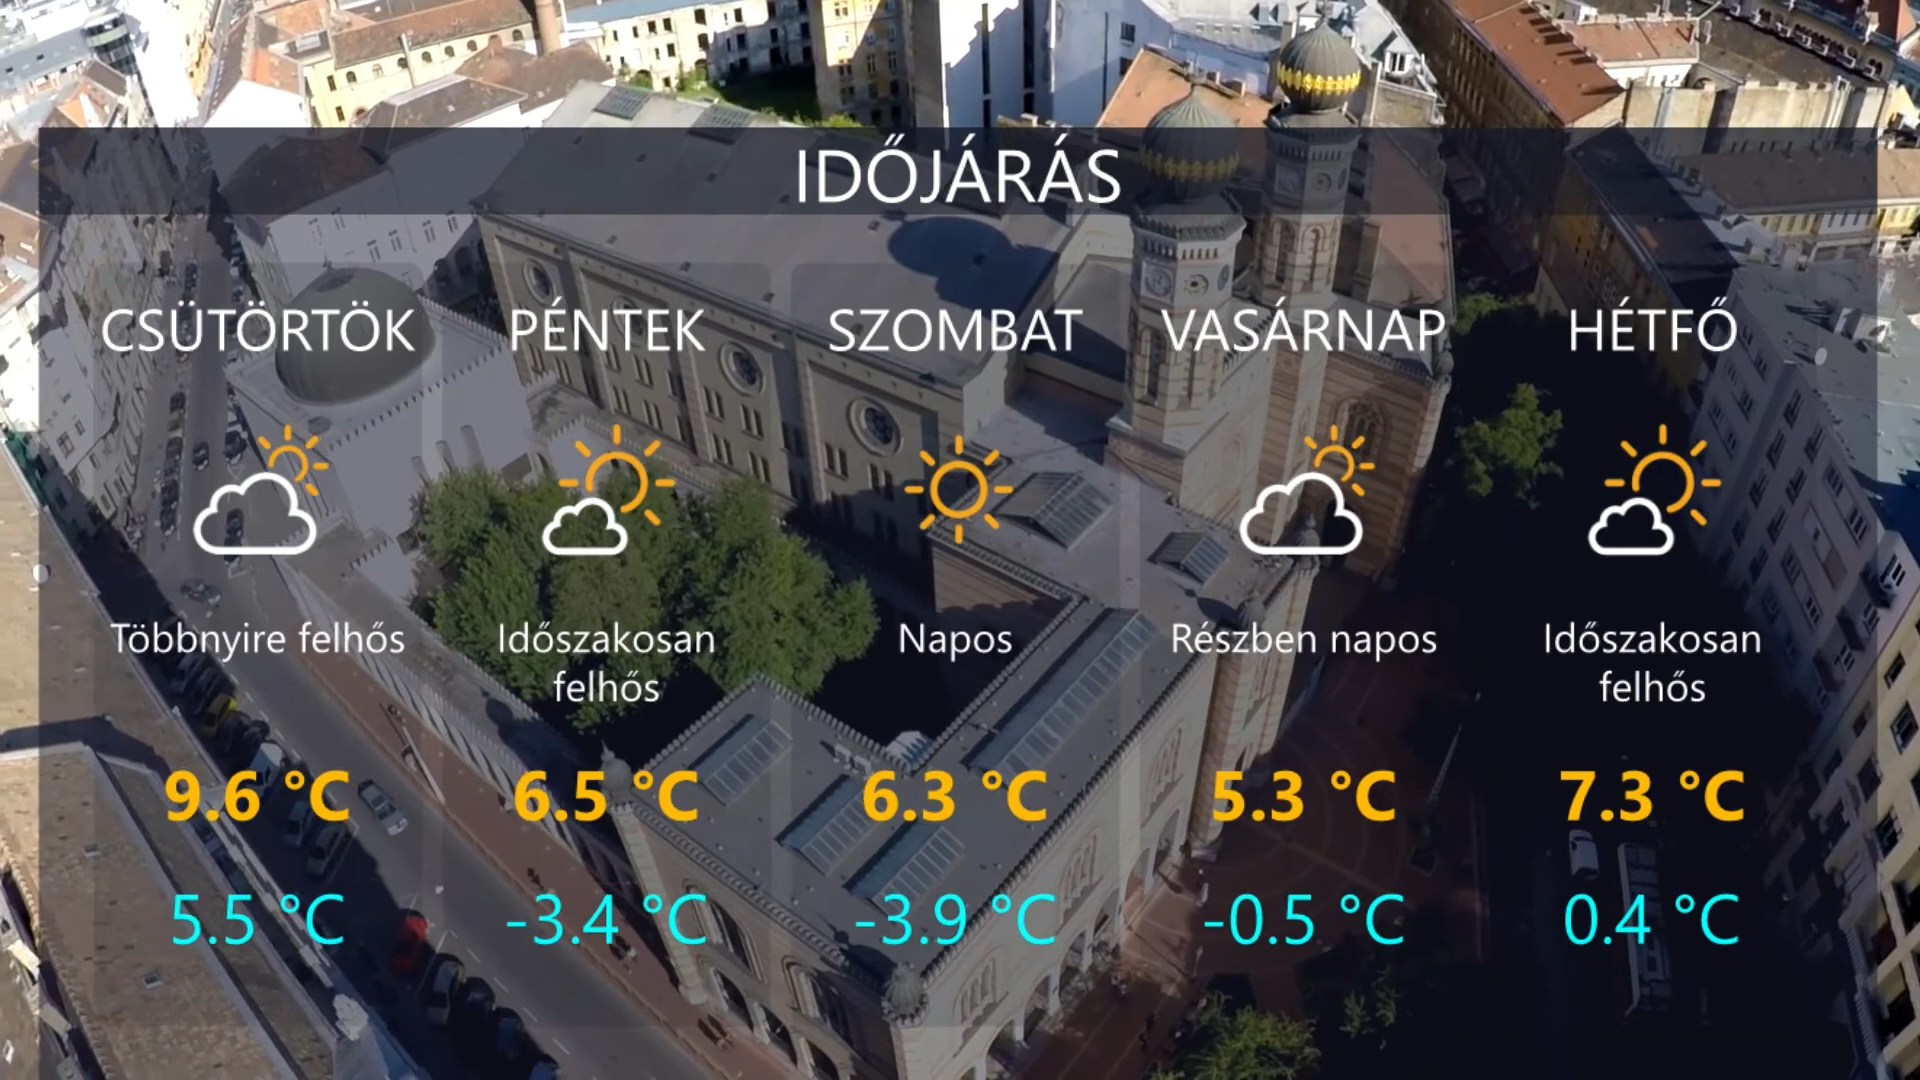 IDŐJÁRÁS
CSÜTÖRTÖK
PÉNTEK
SZOMBAT
VASÁRNAP
HÉTFŐ
Többnyire felhős
Időszakosan
felhős
Napos
Részben napos
Időszakosan
felhős
9.6 °C
6.5 °C
6.3 °C
5.3 °C
7.3 °C
5.5 °C
-3.4 °C
-3.9 °C
-0.5 °C
0.4 °C